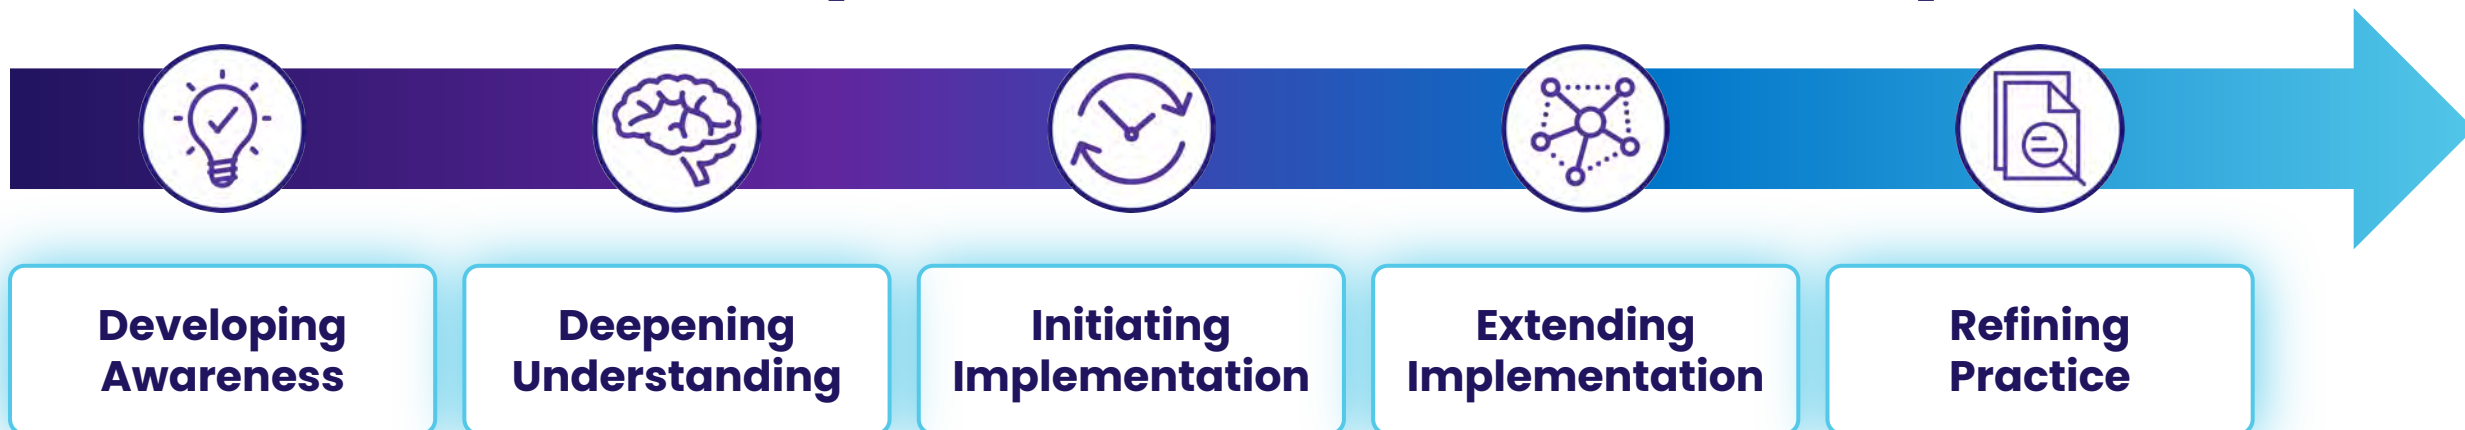 Developing
Awareness
Deepening
Understanding
Initiating
Implementation
Extending
Implementation
Refining
Practice